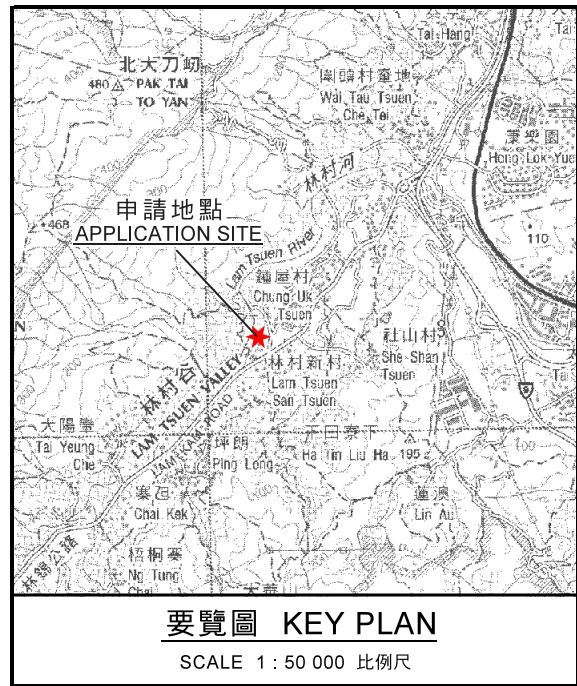 Tai Hang
北大刀屻
480
PAK TAI
TO YAN
圍頭村窰地
Wai Tau Tsuen
Che Tei
康樂園
Hong Lok Yuen
林村河
申請地點
APPLICATION SITE
468
110
Lam Tsuen River
鍾屋村
Chung Uk
Tsuen
社山村
She Shan
Tsuen
林村谷
LAM TSUEN VALLEY
林村新村
Lam Tsuen
San Tsuen
9
大陽輋
Tai Yeung
Che
LAM KAM ROAD
坪朗
Ping Long
Ha Tin Liu Ha
195
寨乪
Chai Kek
蓮澳
Lin Au
林錦公路
梧桐寨
Ng Tung
Chai
要覽圖 KEY PLAN
SCALE 1 : 50 000 比例尺